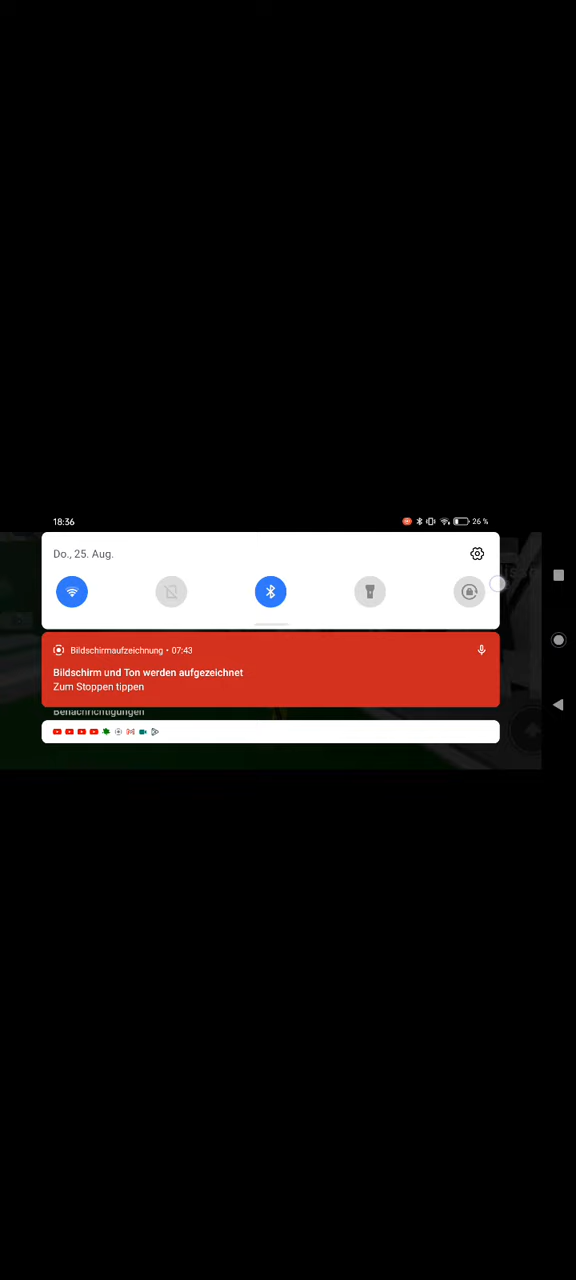 18:36
26 %
Do., 25. Aug.
Bildschirmaufzeichnung • 07:43
Bildschirm und Ton werden aufgezeichnet
Zum Stoppen tippen
Benachrichtigungen